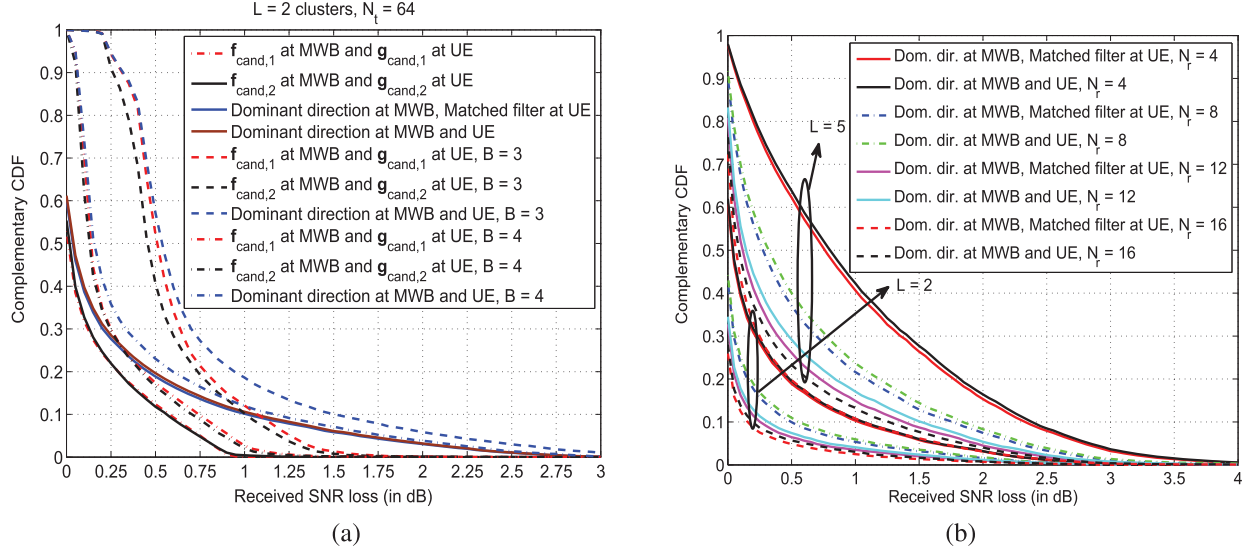 L = 2 clusters, N_t = 64
1
0.9
0.8
0.7
0.6
0.5
0.4
0.3
0.2
0.1
0
Complementary CDF
f_cand,1 at MWB and g_cand,1 at UE
f_cand,2 at MWB and g_cand,2 at UE
Dominant direction at MWB, Matched filter at UE
Dominant direction at MWB and UE
f_cand,1 at MWB and g_cand,1 at UE, B = 3
f_cand,2 at MWB and g_cand,2 at UE, B = 3
Dominant direction at MWB and UE, B = 3
f_cand,1 at MWB and g_cand,1 at UE, B = 4
f_cand,2 at MWB and g_cand,2 at UE, B = 4
Dominant direction at MWB and UE, B = 4
0 0.25 0.5 0.75 1 1.25 1.5 1.75 2 2.25 2.5 3
Received SNR loss (in dB)
(a)
1
0.9
0.8
0.7
0.6
0.5
0.4
0.3
0.2
0.1
0
Complementary CDF
Dom. dir. at MWB, Matched filter at UE, N_r = 4
Dom. dir. at MWB and UE, N_r = 4
Dom. dir. at MWB, Matched filter at UE, N_r = 8
Dom. dir. at MWB and UE, N_r = 8
Dom. dir. at MWB, Matched filter at UE, N_r = 12
Dom. dir. at MWB and UE, N_r = 12
Dom. dir. at MWB, Matched filter at UE, N_r = 16
Dom. dir. at MWB and UE, N_r = 16
L = 5
L = 2
0 0.5 1 1.5 2 2.5 3 3.5 4
Received SNR loss (in dB)
(b)